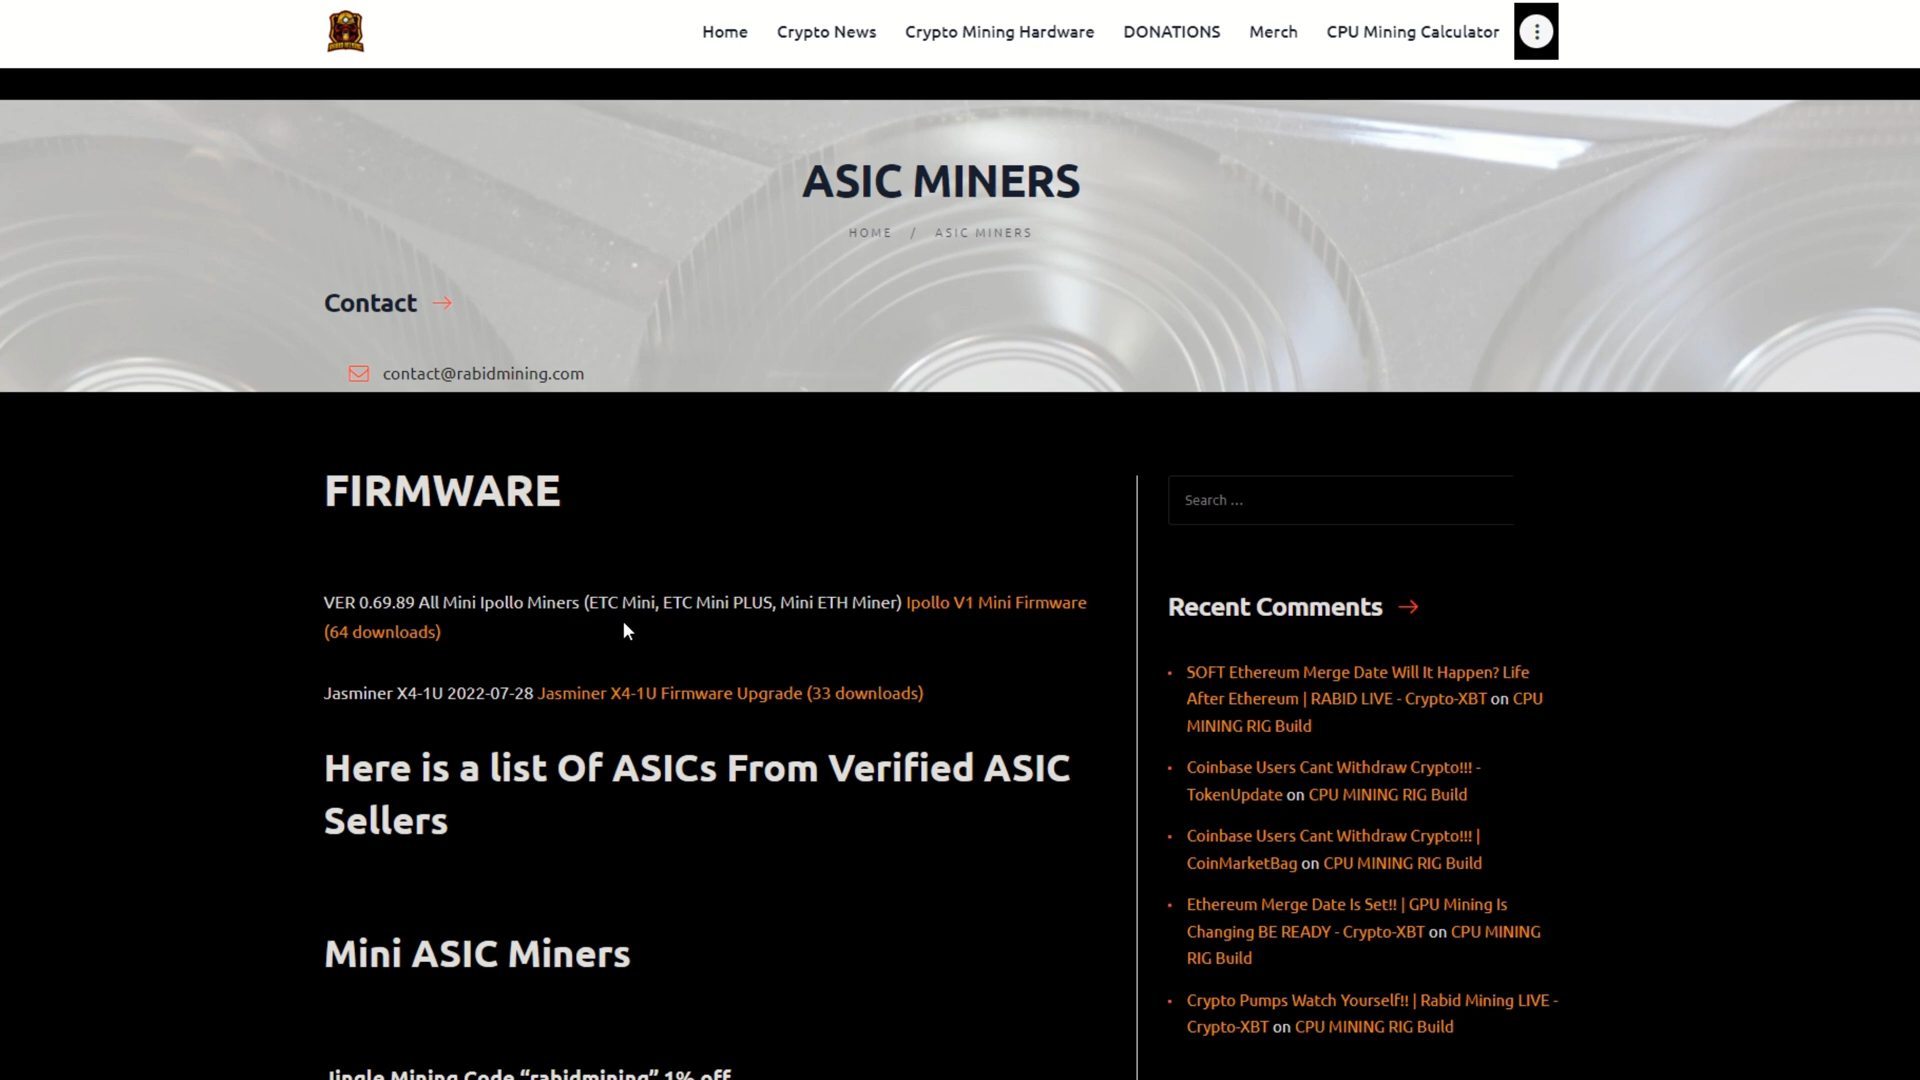 Home Crypto News Crypto Mining Hardware DONATIONS Merch CPU Mining Calculator
ASIC MINERS
HOME / ASIC MINERS
Contact →
contact@rabidmining.com
FIRMWARE
VER 0.69.89 All Mini Ipollo Miners (ETC Mini, ETC Mini PLUS, Mini ETH Miner) Ipollo V1 Mini Firmware
(64 downloads)
Jasminer X4-1U 2022-07-28 Jasminer X4-1U Firmware Upgrade (33 downloads)
Here is a list Of ASICs From Verified ASIC
Sellers
Mini ASIC Miners
Jingle Mining Code “rabidmining” 1% off
Search …
Recent Comments →
SOFT Ethereum Merge Date Will It Happen? Life
After Ethereum | RABID LIVE - Crypto-XBT on CPU
MINING RIG Build
Coinbase Users Cant Withdraw Crypto!!! -
TokenUpdate on CPU MINING RIG Build
Coinbase Users Cant Withdraw Crypto!!! |
CoinMarketBag on CPU MINING RIG Build
Ethereum Merge Date Is Set!! | GPU Mining Is
Changing BE READY - Crypto-XBT on CPU MINING
RIG Build
Crypto Pumps Watch Yourself!! | Rabid Mining LIVE -
Crypto-XBT on CPU MINING RIG Build